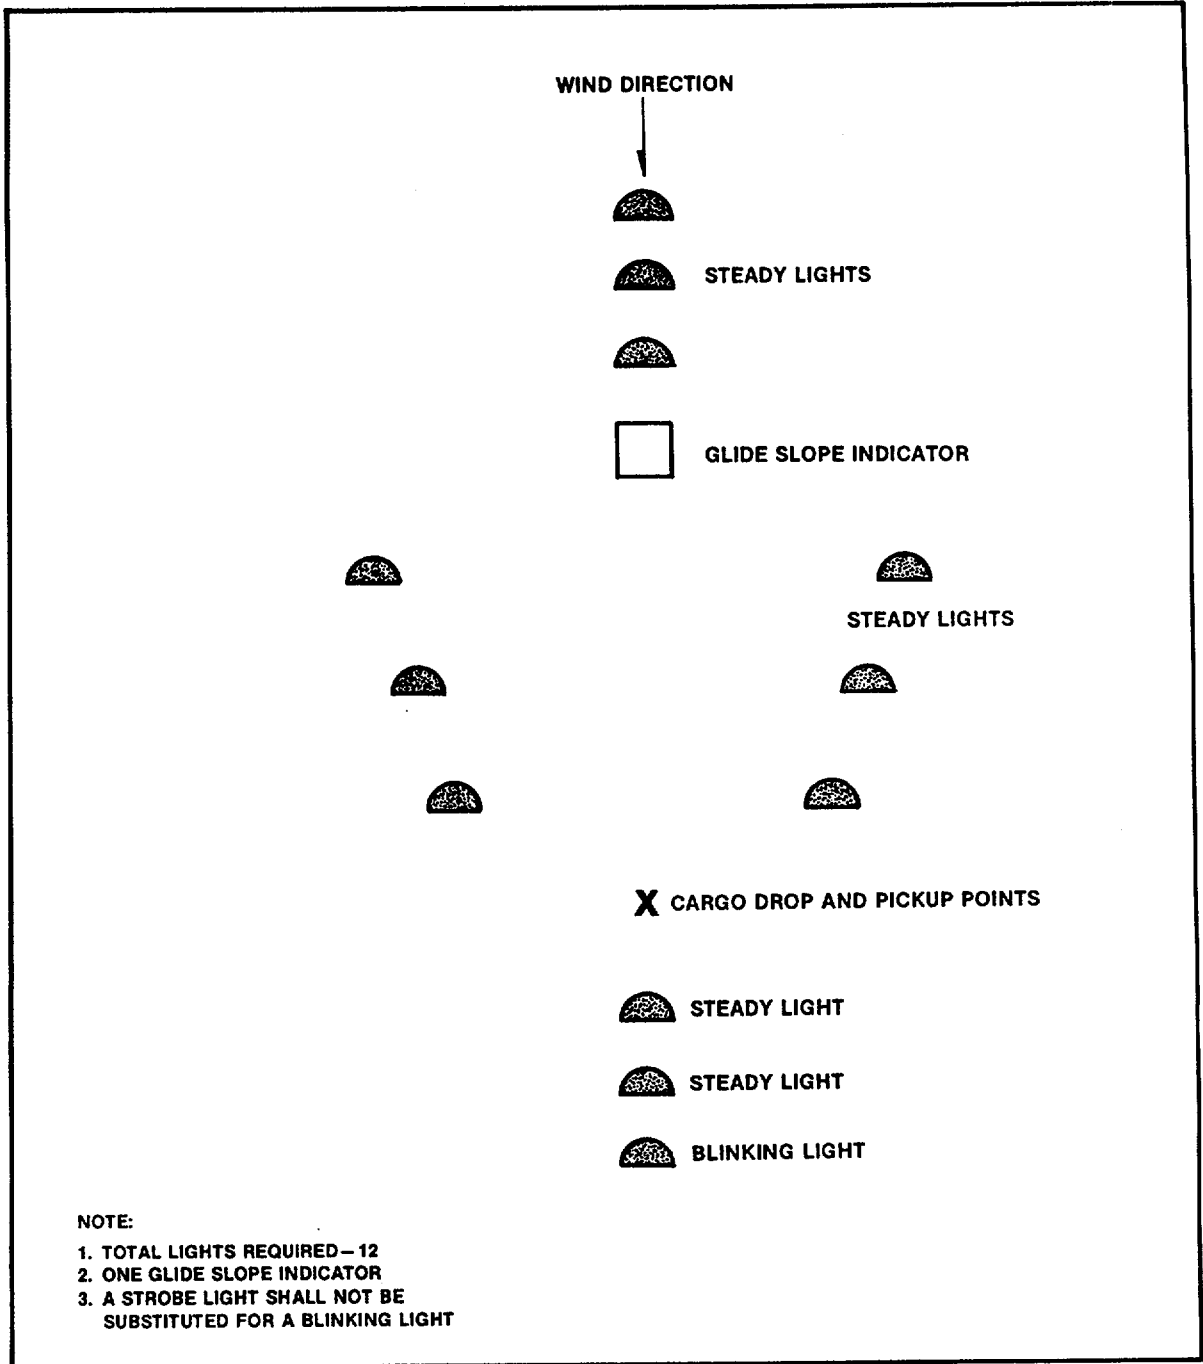 WIND DIRECTION
STEADY LIGHTS
GLIDE SLOPE INDICATOR
STEADY LIGHTS
X CARGO DROP AND PICKUP POINTS
STEADY LIGHT
STEADY LIGHT
BLINKING LIGHT
NOTE:
1. TOTAL LIGHTS REQUIRED–12
2. ONE GLIDE SLOPE INDICATOR
3. A STROBE LIGHT SHALL NOT BE
SUBSTITUTED FOR A BLINKING LIGHT